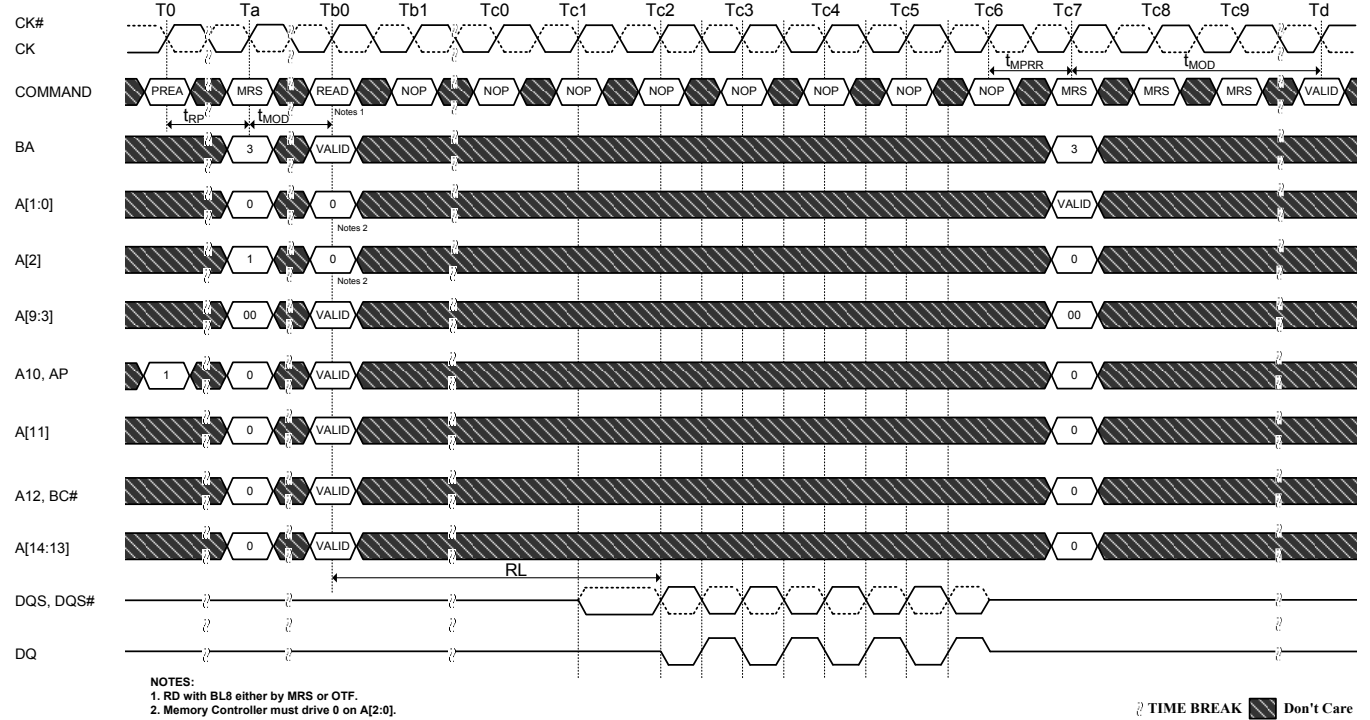 T0 Ta Tb0 Tb1 Tc0 Tc1 Tc2 Tc3 Tc4 Tc5 Tc6 Tc7 Tc8 Tc9 Td
CK#
CK
tMPRR tMOD
COMMAND PREA MRS READ NOP NOP NOP NOP NOP NOP NOP NOP MRS MRS MRS VALID
tRP tMOD Notes 1
BA 3 VALID 3
A[1:0] 0 0 VALID
Notes 2
A[2] 1 0 0
Notes 2
A[9:3] 00 VALID 00
A10, AP 1 0 VALID 0
A[11] 0 VALID 0
A12, BC# 0 VALID 0
A[14:13] 0 VALID 0
RL
DQS, DQS#
DQ
NOTES:
1. RD with BL8 either by MRS or OTF.
2. Memory Controller must drive 0 on A[2:0].
TIME BREAK Don't Care